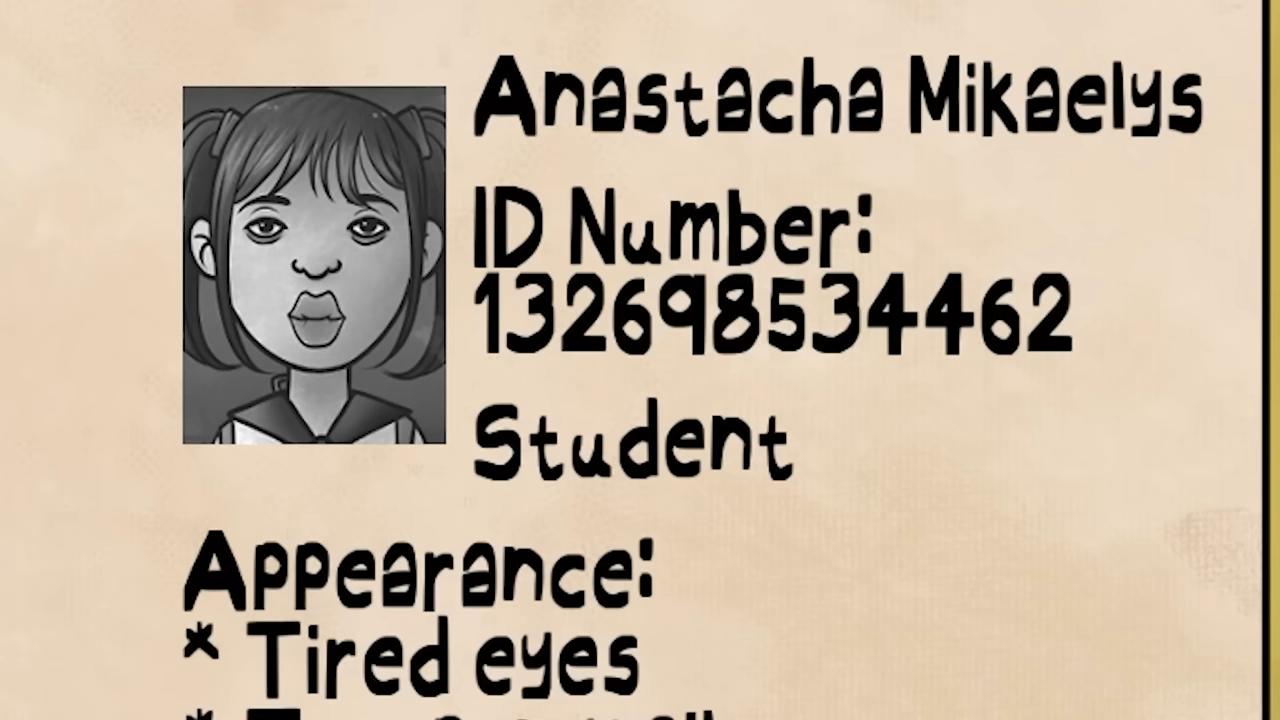 Anastacha Mikaelys
ID Number:
132698534462
Student
Appearance:
* Tired eyes